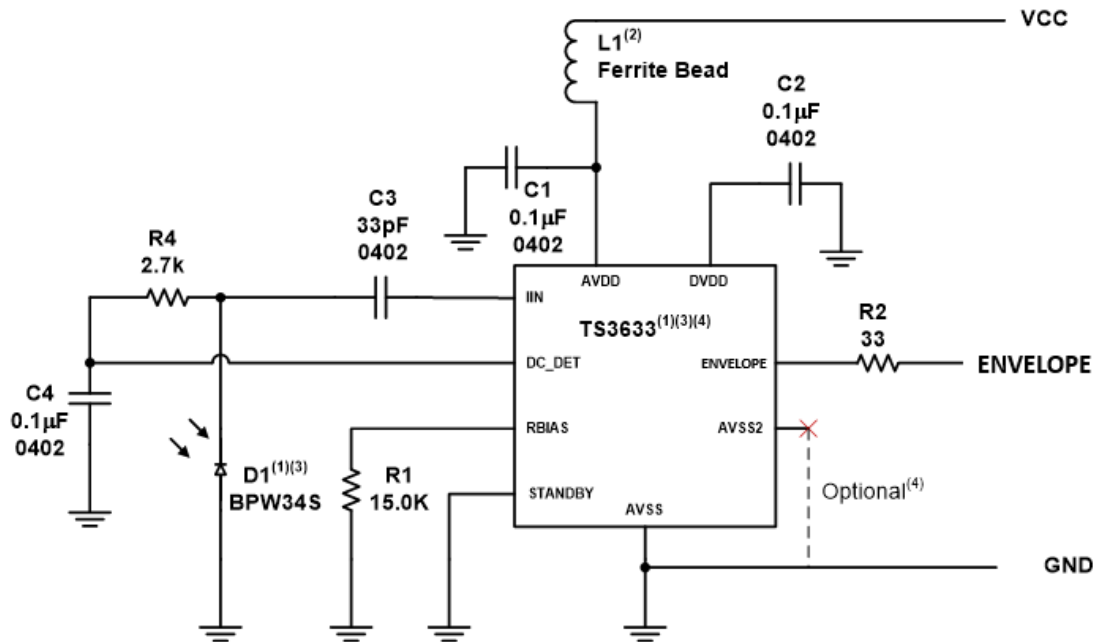 VCC
L1(2)
Ferrite Bead
C2
0.1µF
0402
C1
0.1µF
0402
C3
33pF
0402
R4
2.7k
IIN
AVDD
DVDD
TS3633(1)(3)(4)
R2
33
DC_DET
ENVELOPE
ENVELOPE
C4
0.1µF
0402
RBIAS
AVSS2
D1(1)(3)
BPW34S
R1
15.0K
STANDBY
AVSS
Optional(4)
GND